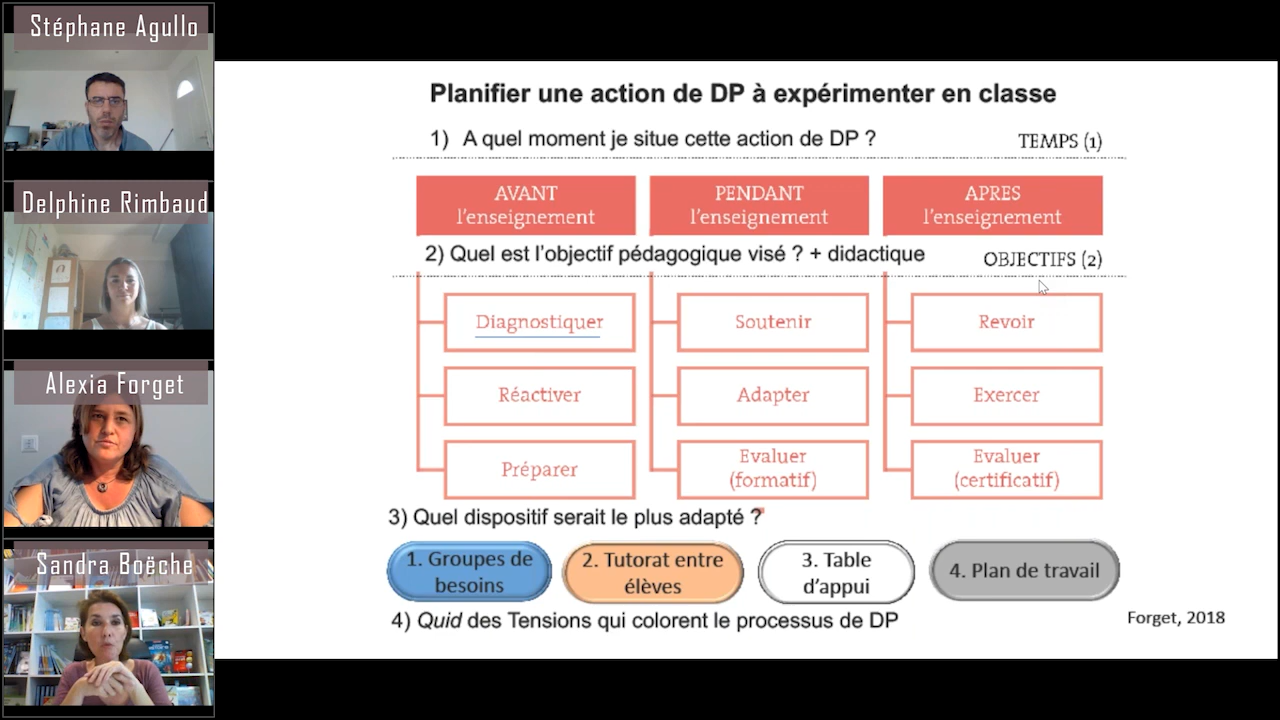 Stéphane Agullo
Delphine Rimbaud
Alexia Forget
Sandra Boëche
Planifier une action de DP à expérimenter en classe
1) A quel moment je situe cette action de DP ?
TEMPS (1)
AVANT
l'enseignement
PENDANT
l'enseignement
APRES
l'enseignement
2) Quel est l'objectif pédagogique visé ? + didactique
OBJECTIFS (2)
Diagnostiquer
Soutenir
Revoir
Réactiver
Adapter
Exercer
Préparer
Evaluer
(formatif)
Evaluer
(certificatif)
3) Quel dispositif serait le plus adapté ?
1. Groupes de
besoins
2. Tutorat entre
élèves
3. Table
d'appui
4. Plan de travail
4) Quid des Tensions qui colorent le processus de DP
Forget, 2018